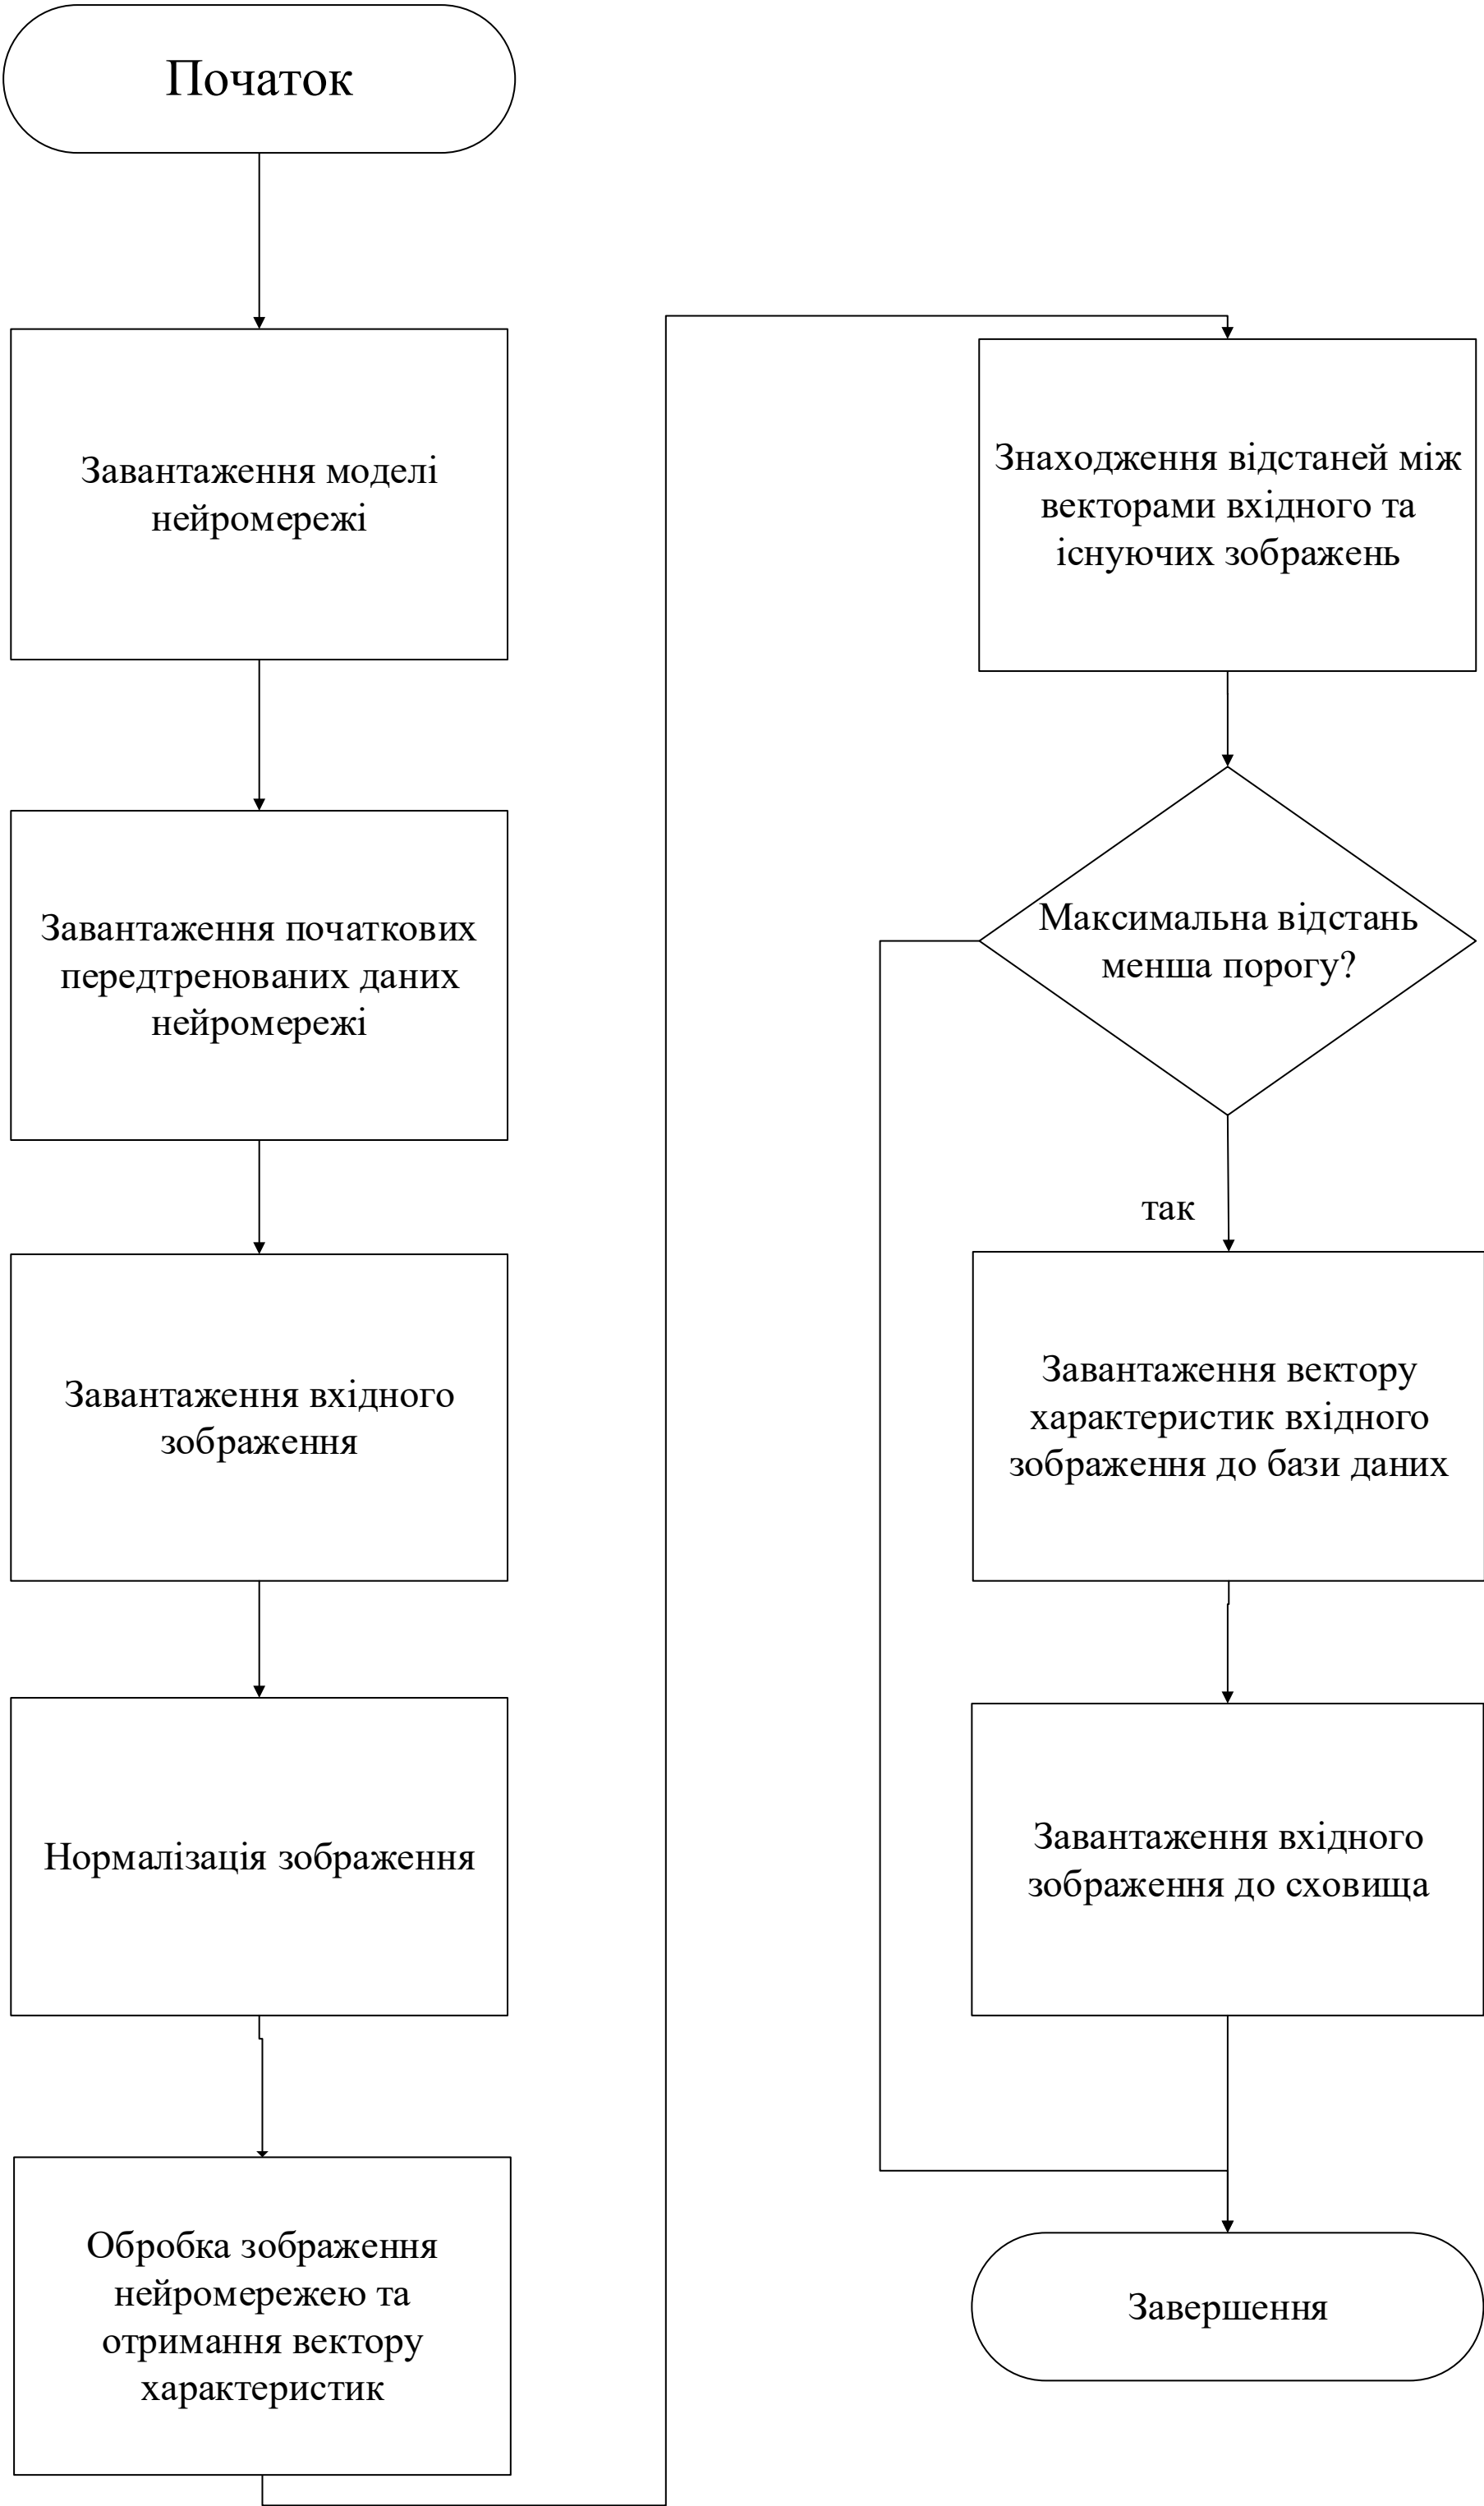 Початок
Завантаження моделі
нейромережі
Завантаження початкових
передтренованих даних
нейромережі
Завантаження вхідного
зображення
Нормалізація зображення
Обробка зображення
нейромережею та
отримання вектору
характеристик
Знаходження відстаней між
векторами вхідного та
існуючих зображень
Максимальна відстань
менша порогу?
так
Завантаження вектору
характеристик вхідного
зображення до бази даних
Завантаження вхідного
зображення до сховища
Завершення